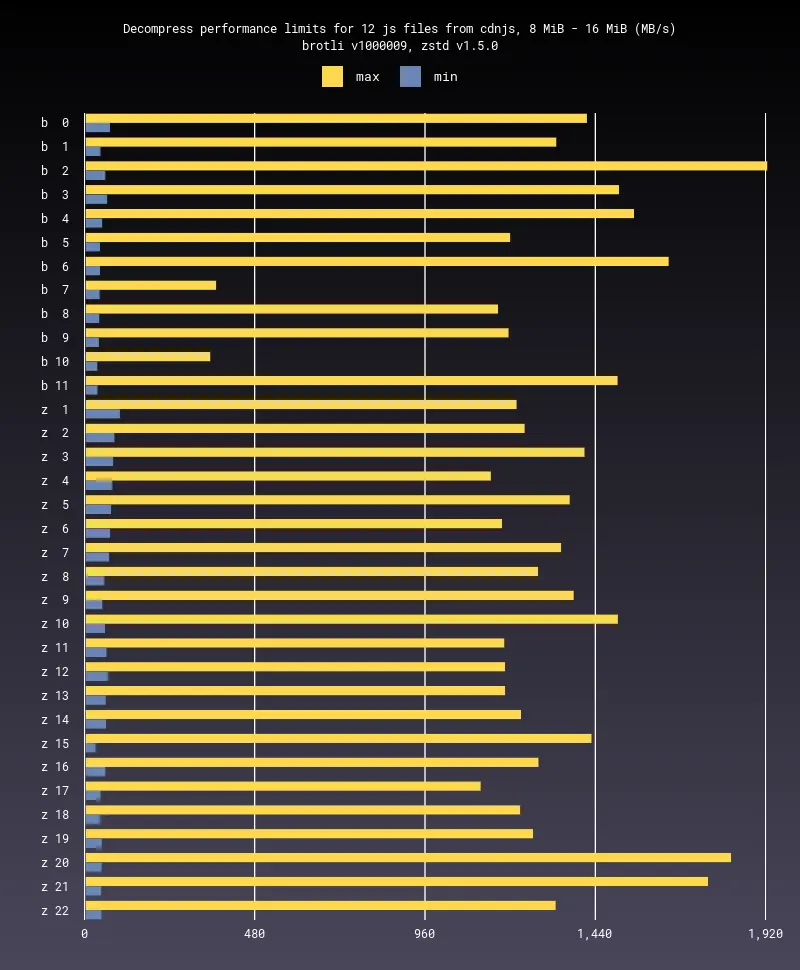 Decompress performance limits for 12 js files from cdnjs, 8 MiB - 16 MiB (MB/s)
brotli v1000009, zstd v1.5.0
max min
b 0
b 1
b 2
b 3
b 4
b 5
b 6
b 7
b 8
b 9
b 10
b 11
z 1
z 2
z 3
z 4
z 5
z 6
z 7
z 8
z 9
z 10
z 11
z 12
z 13
z 14
z 15
z 16
z 17
z 18
z 19
z 20
z 21
z 22
0 480 960 1,440 1,920